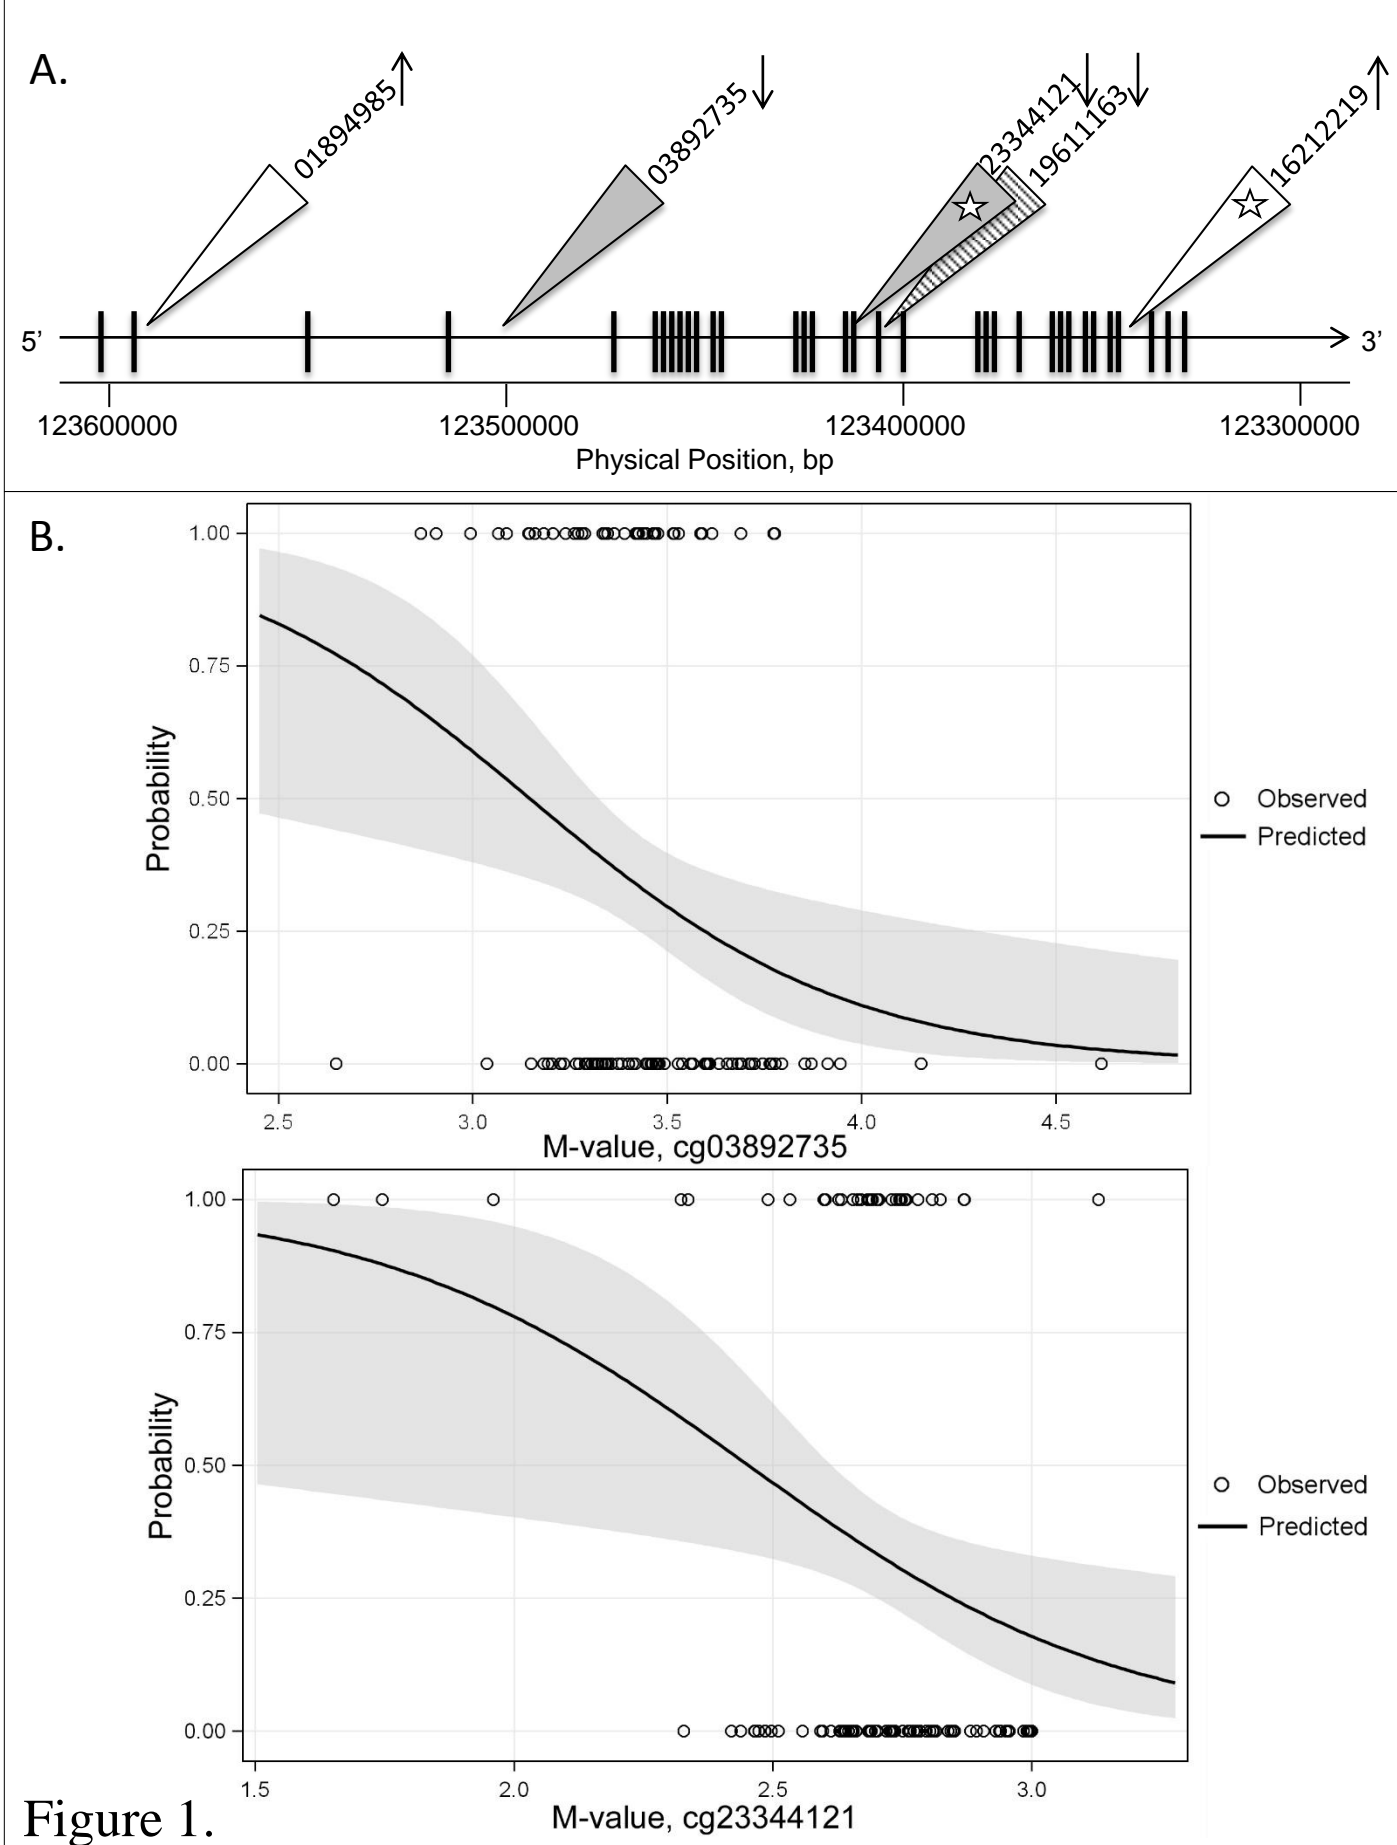 A.
01894985
03892735
23344121
19611163
16212219
5’
3’
123600000 123500000 123400000 123300000
Physical Position, bp
B.
1.00
0.75
0.50
0.25
0.00
Probability
2.5 3.0 3.5 4.0 4.5
M-value, cg03892735
Observed
Predicted
1.00
0.75
0.50
0.25
0.00
Probability
1.5 2.0 2.5 3.0
M-value, cg23344121
Observed
Predicted
Figure 1.